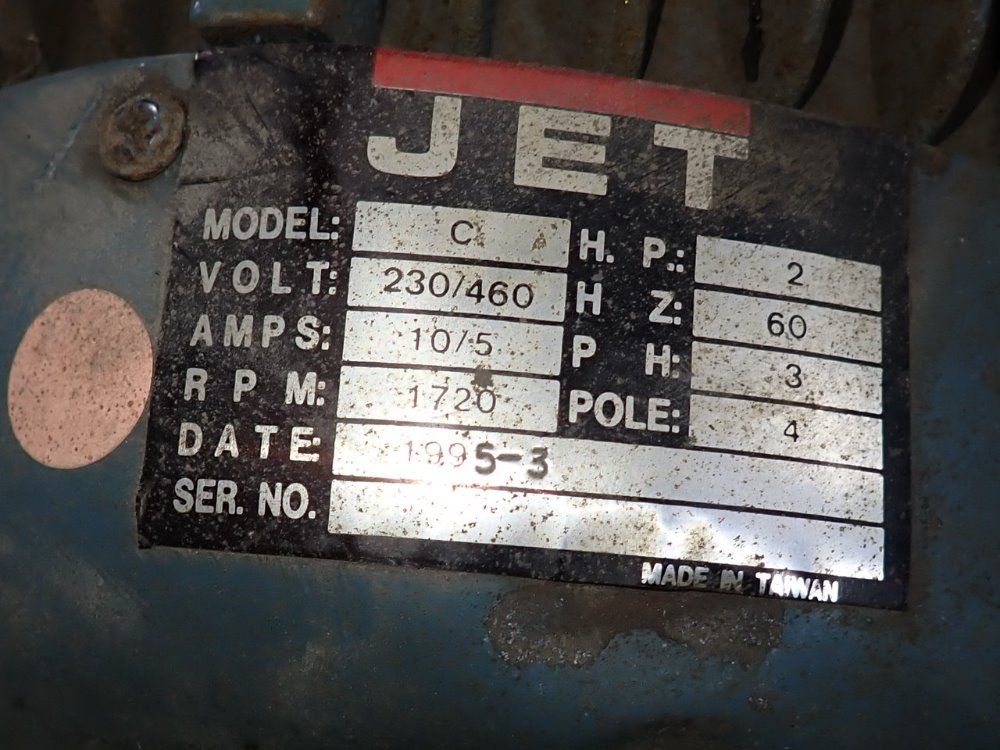 JET
MODEL: C H. P.: 2
VOLT: 230/460 H Z: 60
AMPS: 10/5 P H: 3
R P M: 1720 POLE: 4
DATE: 1995-3
SER. NO.
MADE IN TAIWAN